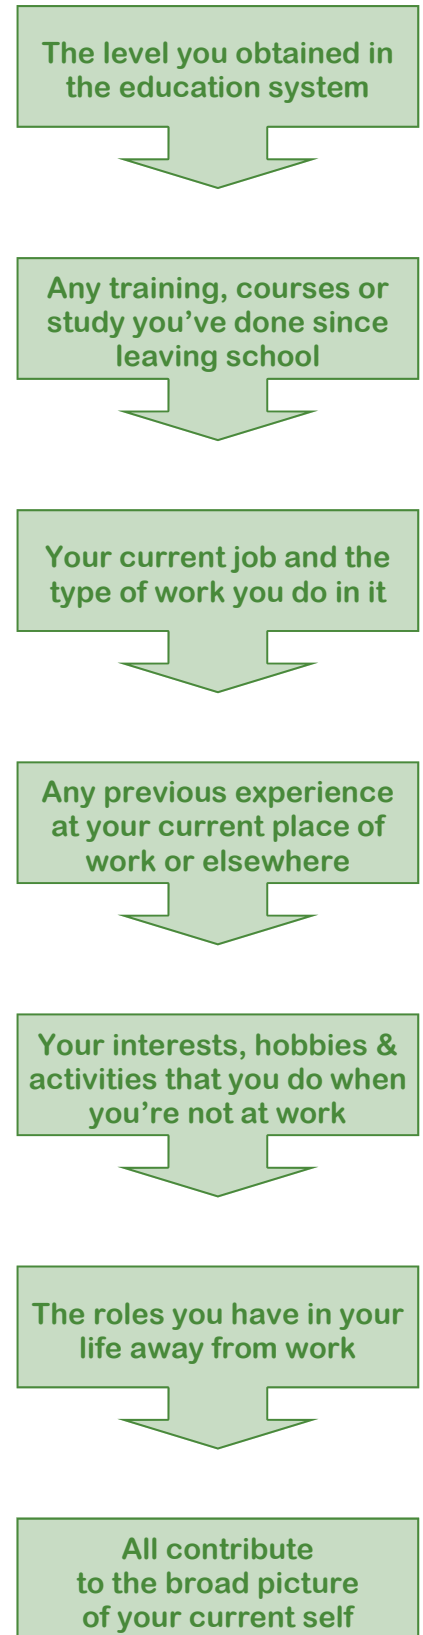 The level you obtained in
the education system
Any training, courses or
study you’ve done since
leaving school
Your current job and the
type of work you do in it
Any previous experience
at your current place of
work or elsewhere
Your interests, hobbies &
activities that you do when
you’re not at work
The roles you have in your
life away from work
All contribute
to the broad picture
of your current self